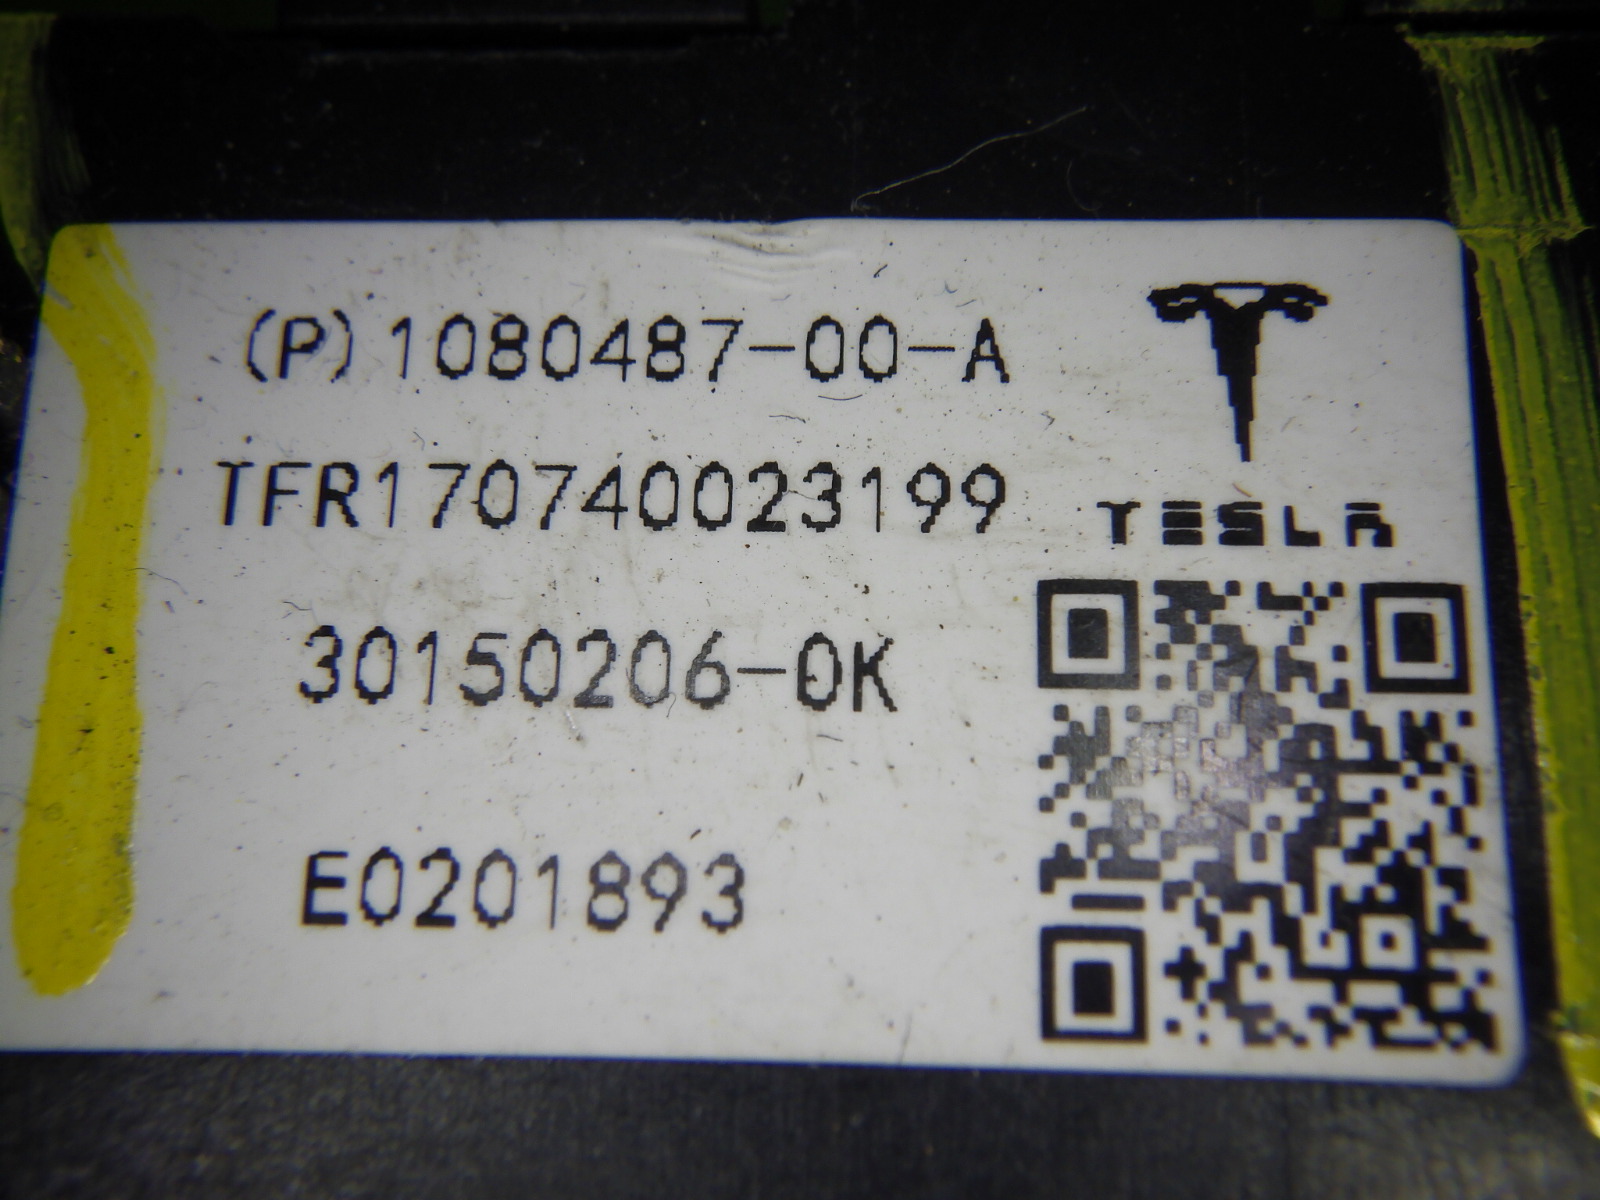 (P)1080487-00-A
TFR170740023199
TESLA
30150206-0K
E0201893